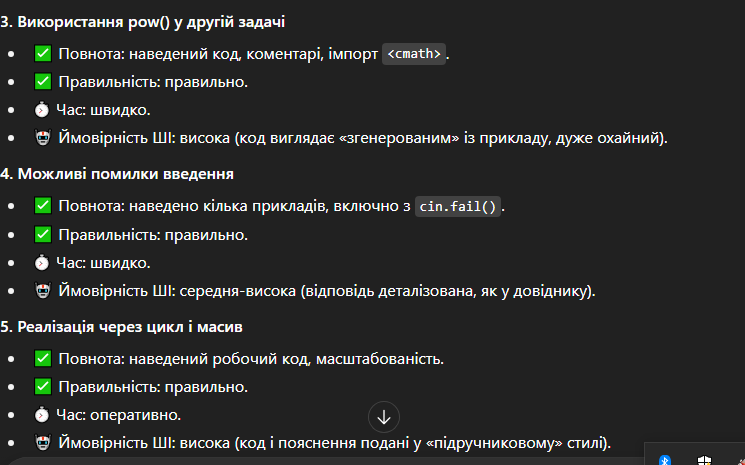 3. Використання pow() у другій задачі
• ✅ Повнота: наведений код, коментарі, імпорт <cmath>.
• ✅ Правильність: правильно.
• ⏱ Час: швидко.
• 🤖 Ймовірність ШІ: висока (код виглядає «згенерованим» із прикладу, дуже охайний).
4. Можливі помилки введення
• ✅ Повнота: наведено кілька прикладів, включно з cin.fail().
• ✅ Правильність: правильно.
• ⏱ Час: швидко.
• 🤖 Ймовірність ШІ: середня-висока (відповідь деталізована, як у довіднику).
5. Реалізація через цикл і масив
• ✅ Повнота: наведений робочий код, масштабованість.
• ✅ Правильність: правильно.
• ⏱ Час: оперативно.
• 🤖 Ймовірність ШІ: висока (код і пояснення подані у «підручниковому» стилі).